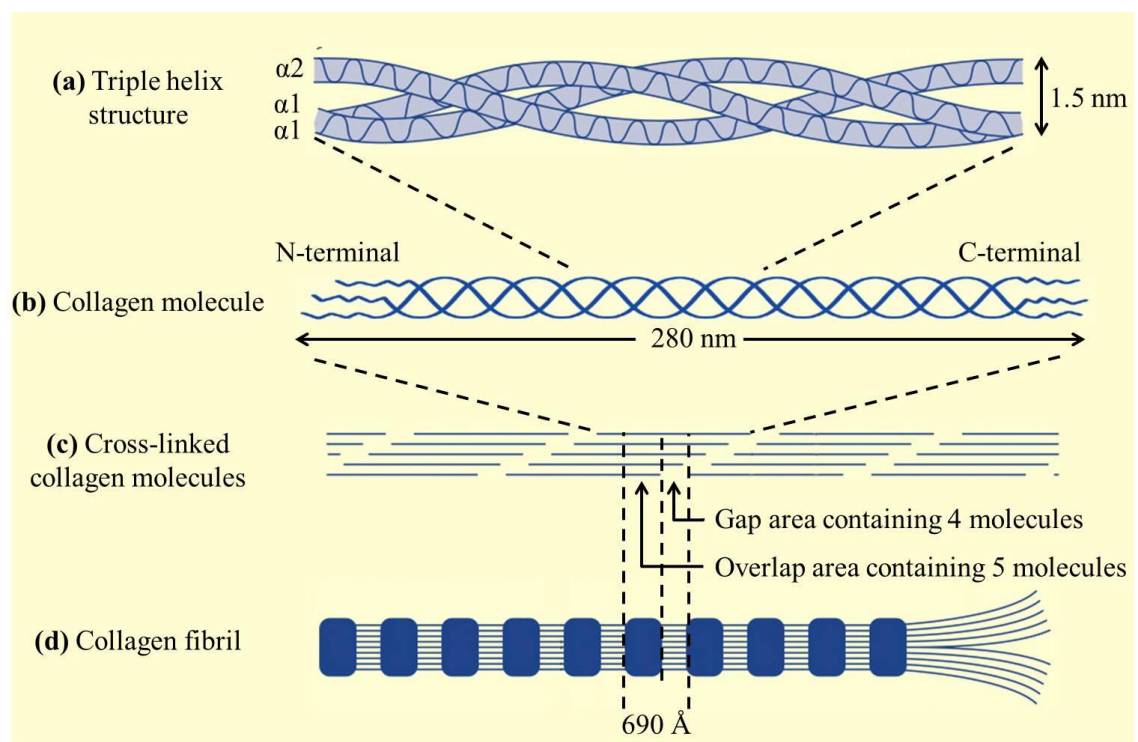 (a) Triple helix
structure
α2
α1
α1
1.5 nm
N-terminal
C-terminal
(b) Collagen molecule
280 nm
(c) Cross-linked
collagen molecules
Gap area containing 4 molecules
Overlap area containing 5 molecules
(d) Collagen fibril
690 Å